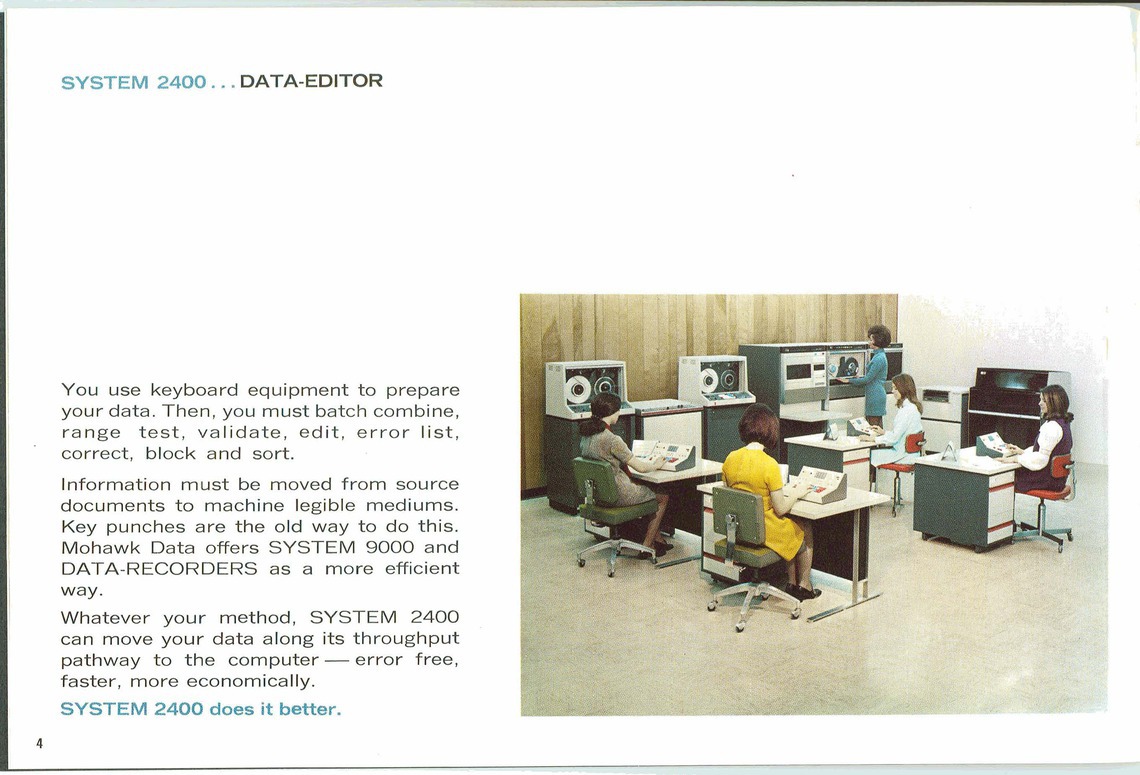 SYSTEM 2400...DATA-EDITOR
You use keyboard equipment to prepare
your data. Then, you must batch combine,
range test, validate, edit, error list,
correct, block and sort.
Information must be moved from source
documents to machine legible mediums.
Key punches are the old way to do this.
Mohawk Data offers SYSTEM 9000 and
DATA-RECORDERS as a more efficient
way.
Whatever your method, SYSTEM 2400
can move your data along its throughput
pathway to the computer — error free,
faster, more economically.
SYSTEM 2400 does it better.
4